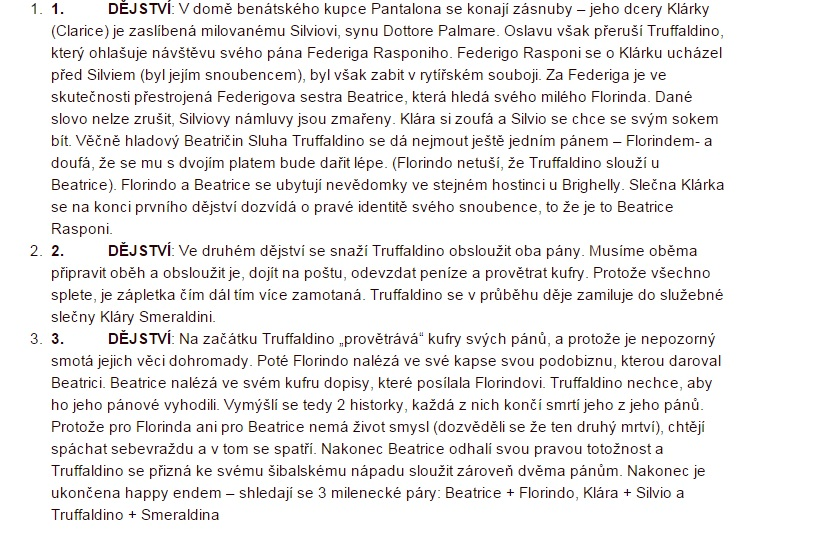 1. 1. DĚJSTVÍ: V domě benátského kupce Pantalona se konají zásnuby – jeho dcery Klárky
(Clarice) je zaslíbená milovanému Silviovi, synu Dottore Palmare. Oslavu však přeruší Truffaldino,
který ohlašuje návštěvu svého pána Federiga Rasponiho. Federigo Rasponi se o Klárku ucházel
před Silviem (byl jejím snoubencem), byl však zabit v rytířském souboji. Za Federiga je ve
skutečnosti přestrojená Federigova sestra Beatrice, která hledá svého milého Florinda. Dané
slovo nelze zrušit, Silviovy námluvy jsou zmařeny. Klára si zoufá a Silvio se chce se svým sokem
bít. Věčně hladový Beatričin Sluha Truffaldino se dá nejmout ještě jedním pánem – Florindem- a
doufá, že se mu s dvojím platem bude dařit lépe. (Florindo netuší, že Truffaldino slouží u
Beatrice). Florindo a Beatrice se ubytují nevědomky ve stejném hostinci u Brighelly. Slečna Klárka
se na konci prvního dějství dozvídá o pravé identitě svého snoubence, to že je to Beatrice
Rasponi.
2. 2. DĚJSTVÍ: Ve druhém dějství se snaží Truffaldino obsloužit oba pány. Musíme oběma
připravit oběh a obsloužit je, dojít na poštu, odevzdat peníze a provětrat kufry. Protože všechno
splete, je zápletka čím dál tím více zamotaná. Truffaldino se v průběhu děje zamiluje do služebné
slečny Kláry Smeraldini.
3. 3. DĚJSTVÍ: Na začátku Truffaldino „provětrává“ kufry svých pánů, a protože je nepozorný
smotá jejich věci dohromady. Poté Florindo nalézá ve své kapse svou podobiznu, kterou daroval
Beatrici. Beatrice nalézá ve svém kufru dopisy, které posílala Florindovi. Truffaldino nechce, aby
ho jeho pánové vyhodili. Vymýšlí se tedy 2 historky, každá z nich končí smrtí jeho z jeho pánů.
Protože pro Florinda ani pro Beatrice nemá život smysl (dozvěděli se že ten druhý mrtví), chtějí
spáchat sebevraždu a v tom se spatří. Nakonec Beatrice odhalí svou pravou totožnost a
Truffaldino se přizná ke svému šibalskému nápadu sloužit zároveň dvěma pánům. Nakonec je
ukončena happy endem – shledají se 3 milenecké páry: Beatrice + Florindo, Klára + Silvio a
Truffaldino + Smeraldina